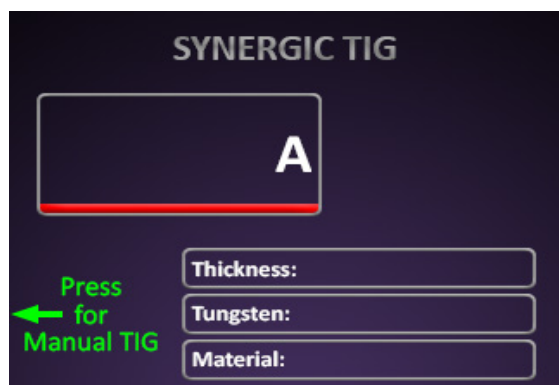 SYNERGIC TIG
A
Thickness:
Press
for
Manual TIG
Tungsten:
Material: